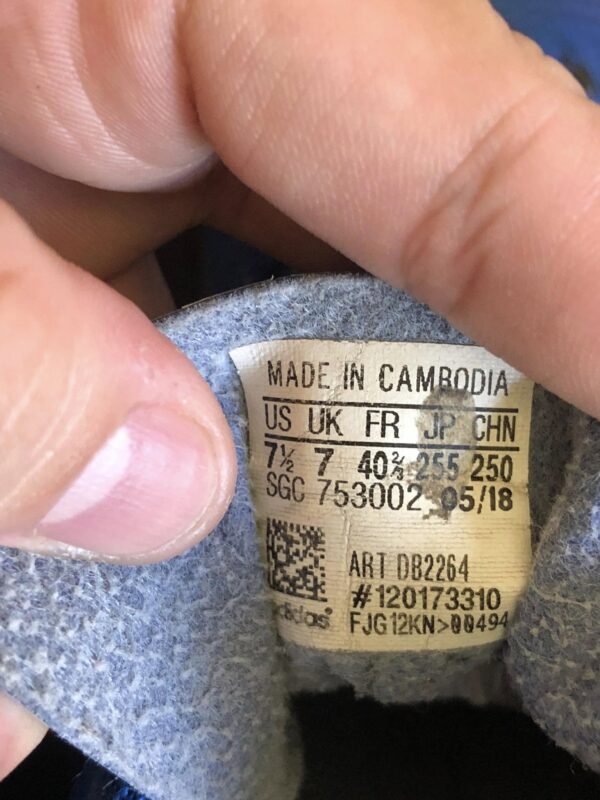 MADE IN CAMBODIA
US UK FR JP CHN
7½ 7 40⅔ 255 250
SGC 753002 05/18
ART DB2264
#120173310
adidas FJG12KN>00494